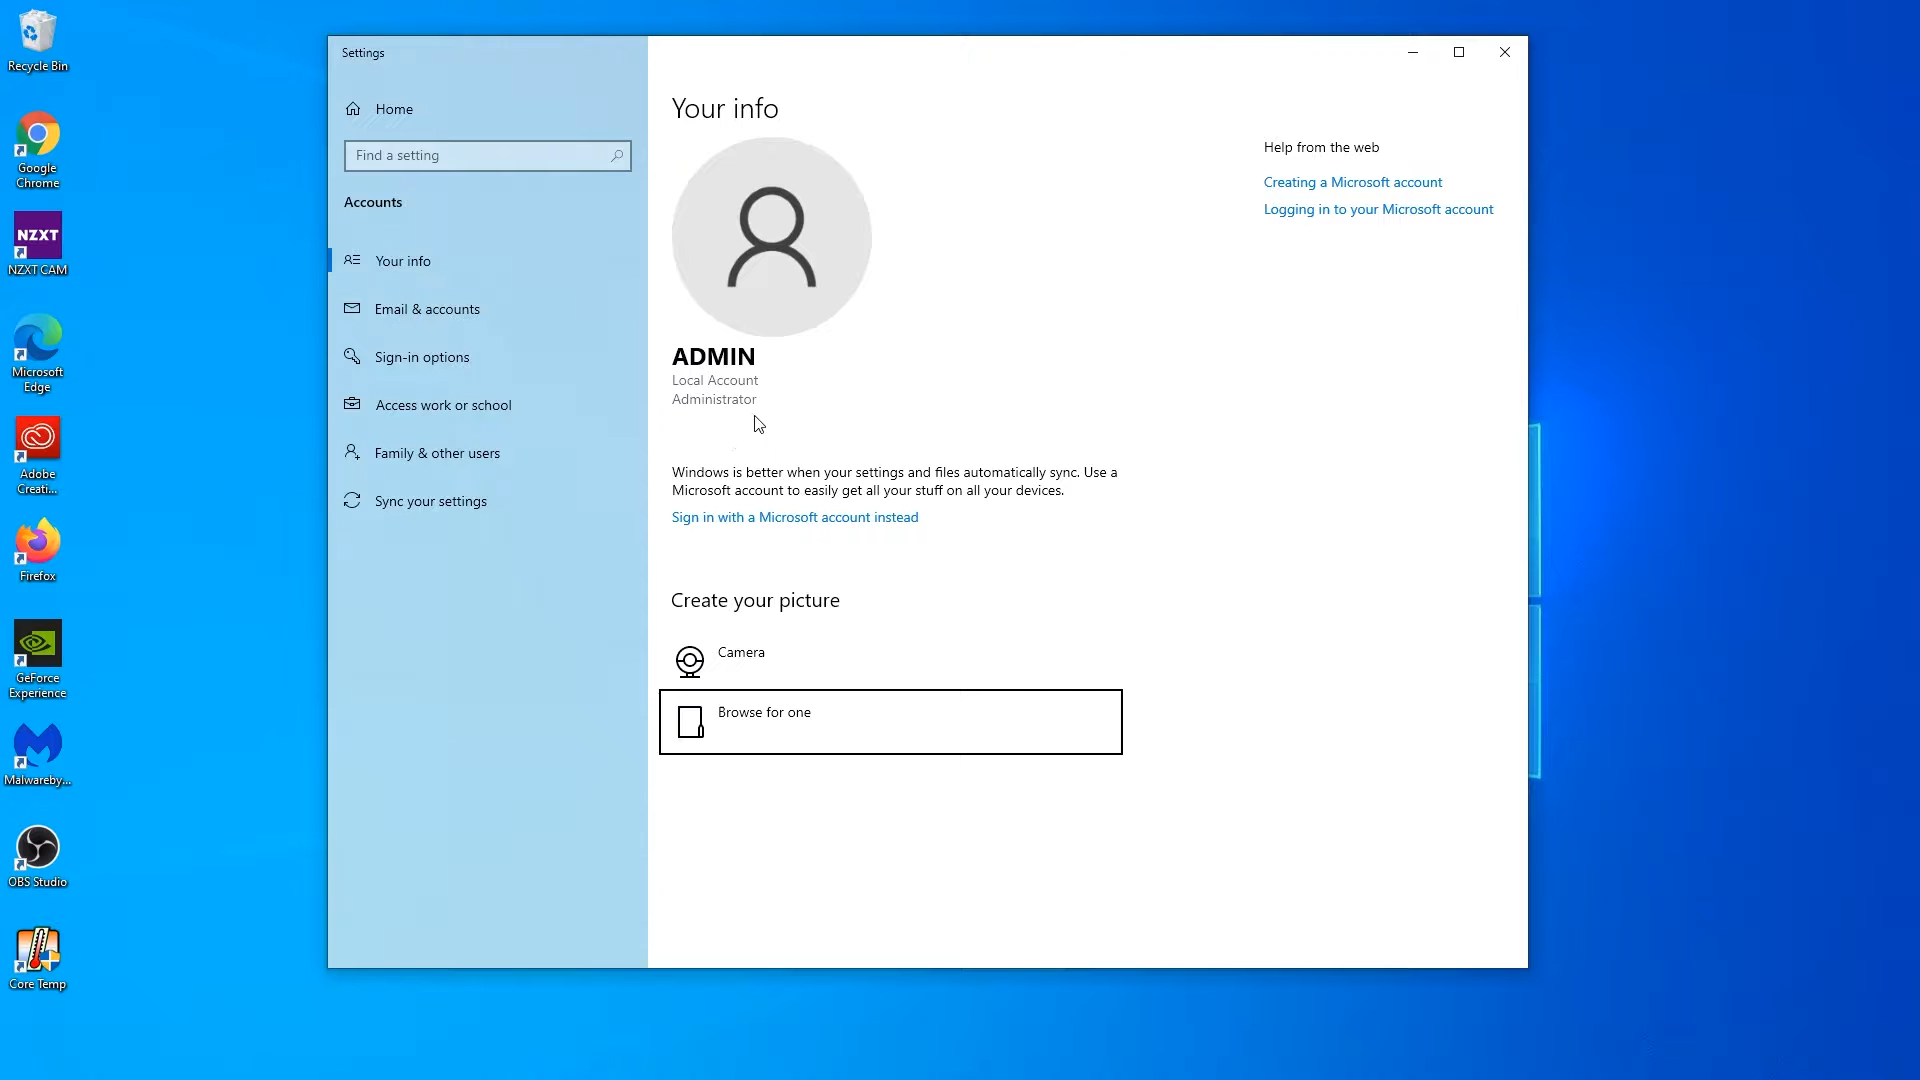 Recycle Bin
Google
Chrome
NZXT
NZXT CAM
Microsoft
Edge
Adobe
Creati...
Firefox
GeForce
Experience
Malwareby...
OBS Studio
Core Temp
Settings
Home
Find a setting
Accounts
Your info
Email & accounts
Sign-in options
Access work or school
Family & other users
Sync your settings
Your info
ADMIN
Local Account
Administrator
Windows is better when your settings and files automatically sync. Use a
Microsoft account to easily get all your stuff on all your devices.
Sign in with a Microsoft account instead
Create your picture
Camera
Browse for one
Help from the web
Creating a Microsoft account
Logging in to your Microsoft account